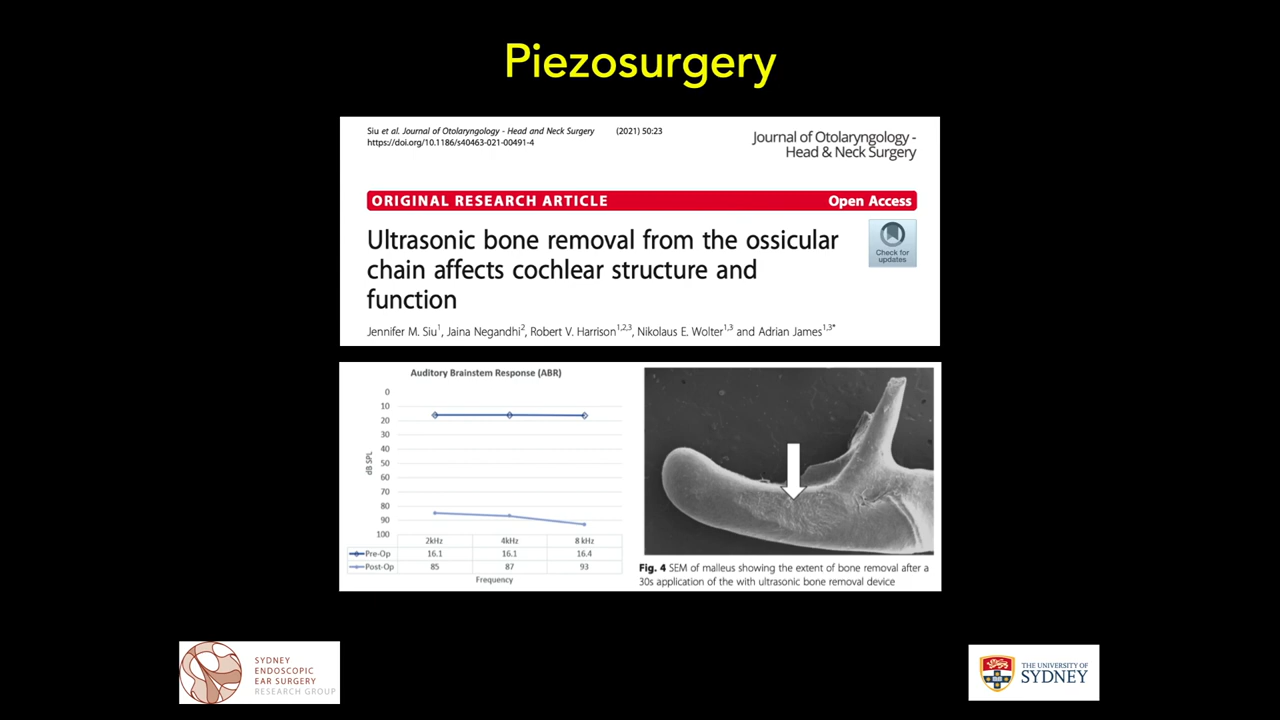 Piezosurgery
Siu et al. Journal of Otolaryngology - Head and Neck Surgery (2021) 50:23
https://doi.org/10.1186/s40463-021-00491-4
Journal of Otolaryngology -
Head & Neck Surgery
ORIGINAL RESEARCH ARTICLE Open Access
Ultrasonic bone removal from the ossicular
chain affects cochlear structure and
function
Check for
updates
Jennifer M. Siu1, Jaina Negandhi2, Robert V. Harrison1,2,3, Nikolaus E. Wolter1,3 and Adrian James1,3*
Auditory Brainstem Response (ABR)
0
10
20
30
40
50
60
70
80
90
100
dB SPL
2kHz 4kHz 8 kHz
Pre-Op 16.1 16.1 16.4
Post-Op 85 87 93
Frequency
Fig. 4 SEM of malleus showing the extent of bone removal after a
30s application of the with ultrasonic bone removal device
SYDNEY
ENDOSCOPIC
EAR SURGERY
RESEARCH GROUP
THE UNIVERSITY OF
SYDNEY